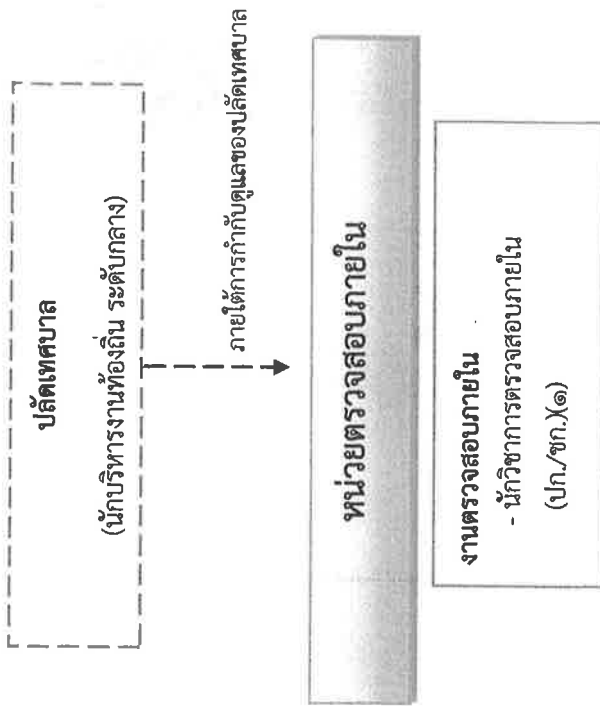 ปลัดเทศบาล
(นักบริหารงานท้องถิ่น ระดับกลาง)
ภายใต้การกำกับดูแลของปลัดเทศบาล
หน่วยตรวจสอบภายใน
งานตรวจสอบภายใน
- นักวิชาการตรวจสอบภายใน
(ปก./ชก.)(๑)